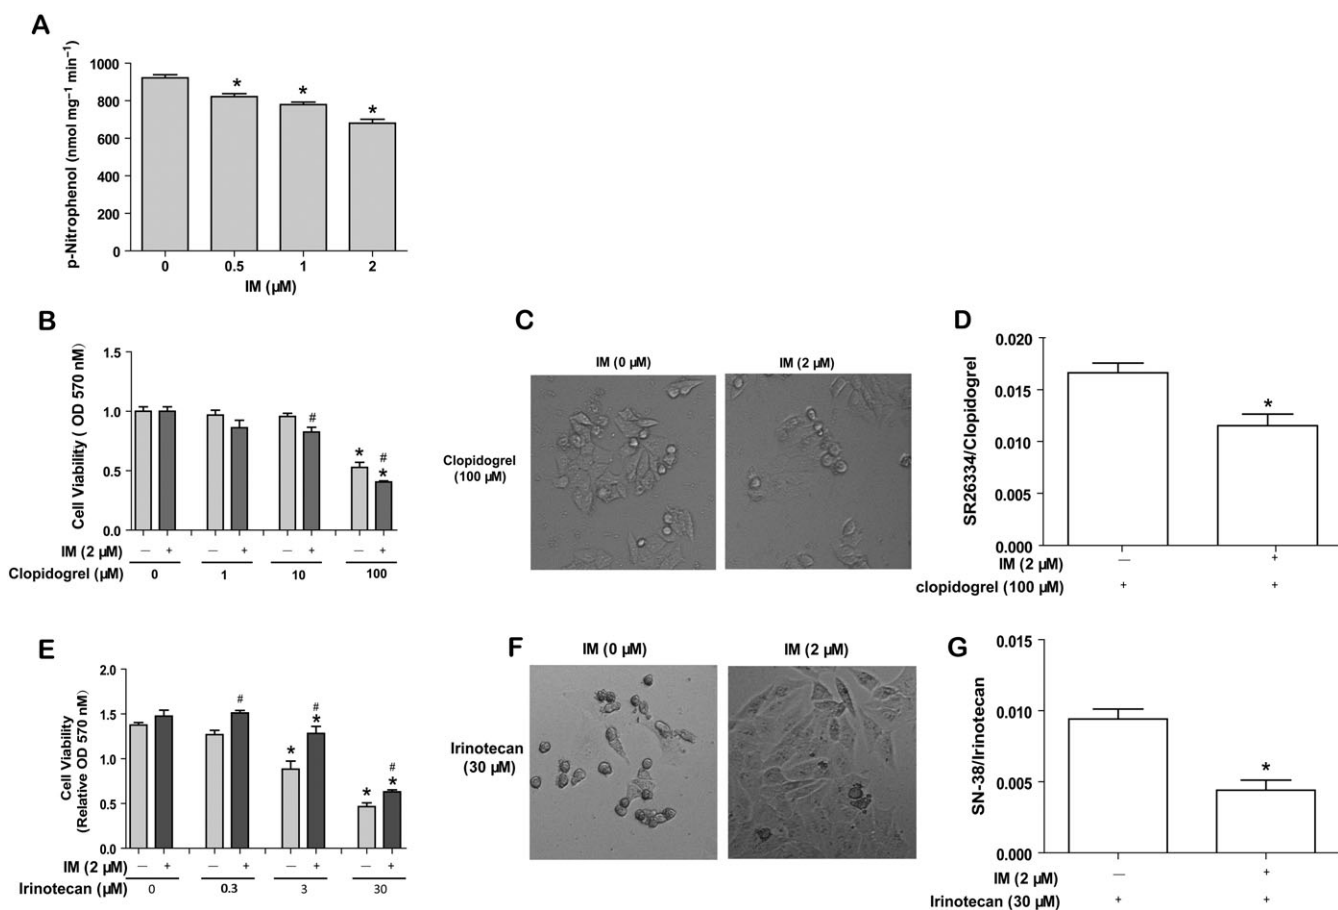 A
p-Nitrophenol (nmol mg⁻¹ min⁻¹)
1000
800
600
400
200
0
* * *
0 0.5 1 2
IM (µM)
B
Cell Viability ( OD 570 nM)
1.5
1.0
0.5
0.0
# * # *
— + — + — + — +
IM (2 µM)
Clopidogrel (µM) 0 1 10 100
C
IM (0 µM) IM (2 µM)
Clopidogrel
(100 µM)
D
SR26334/Clopidogrel
0.020
0.015
0.010
0.005
0.000
*
IM (2 µM) — +
clopidogrel (100 µM) + +
E
Cell Viability
(Relative OD 570 nM)
2.0
1.5
1.0
0.5
0.0
# * # * * # *
IM (2 µM) — + — + — + — +
Irinotecan (µM) 0 0.3 3 30
F
IM (0 µM) IM (2 µM)
Irinotecan
(30 µM)
G
SN-38/Irinotecan
0.015
0.010
0.005
0.000
*
IM (2 µM) — +
Irinotecan (30 µM) + +